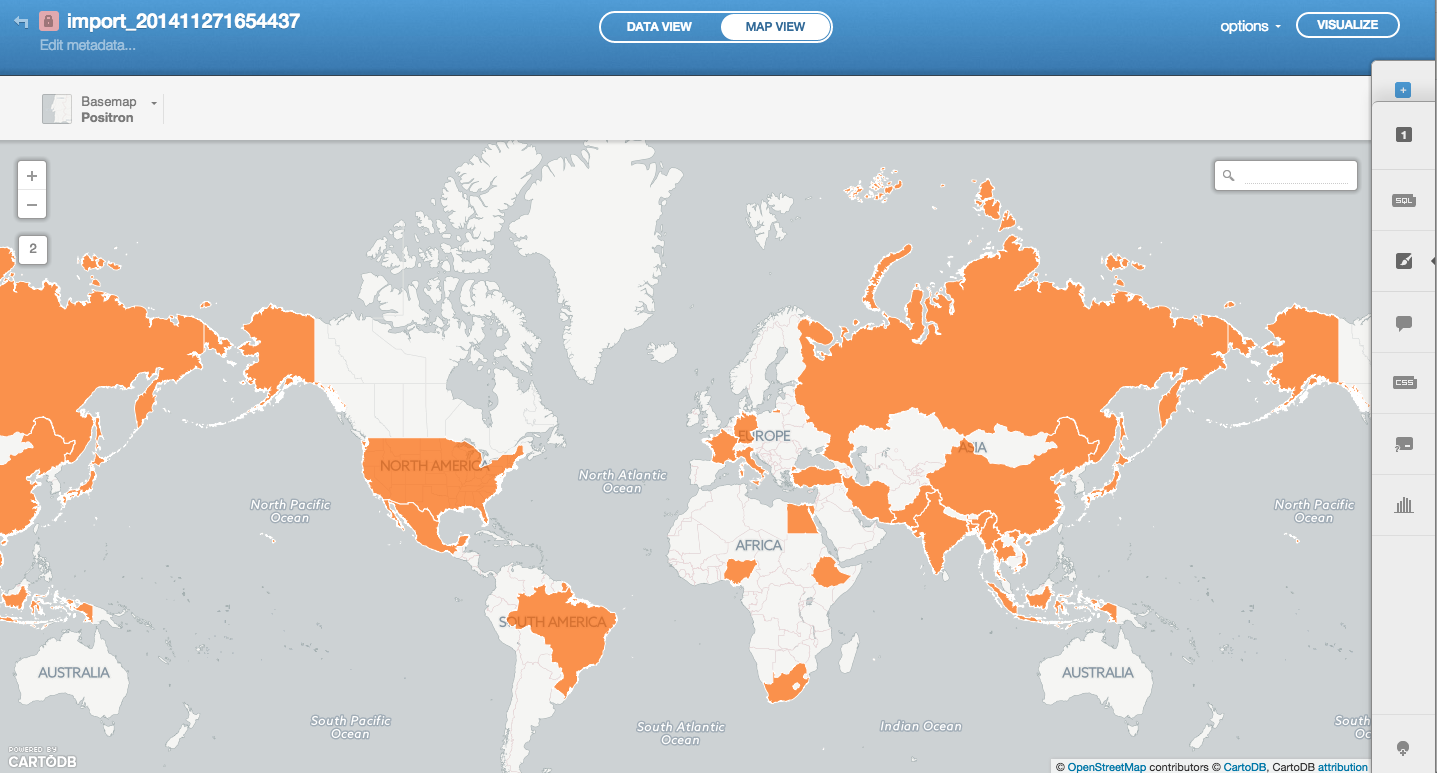 import_201411271654437
Edit metadata...
DATA VIEW
MAP VIEW
options
VISUALIZE
Basemap
Positron
+
1
+
−
2
SQL
CSS
?
EUROPE
ASIA
NORTH AMERICA
North Atlantic
Ocean
North Pacific
Ocean
North Pacific
Ocean
AFRICA
SOUTH AMERICA
AUSTRALIA
AUSTRALIA
South Pacific
Ocean
South Atlantic
Ocean
Indian Ocean
South
Oc
POWERED BY
CARTODB
© OpenStreetMap contributors © CartoDB, CartoDB attribution